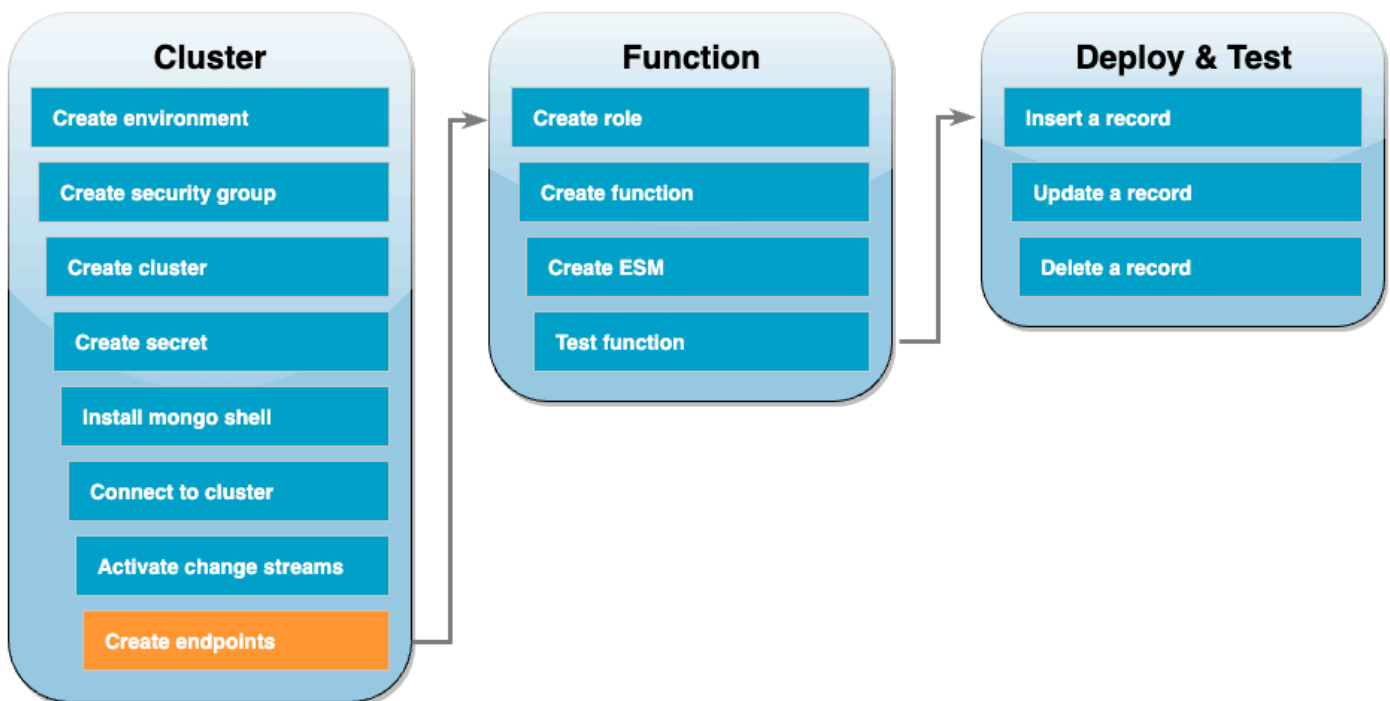 Cluster
Create environment
Create security group
Create cluster
Create secret
Install mongo shell
Connect to cluster
Activate change streams
Create endpoints
Function
Create role
Create function
Create ESM
Test function
Deploy & Test
Insert a record
Update a record
Delete a record